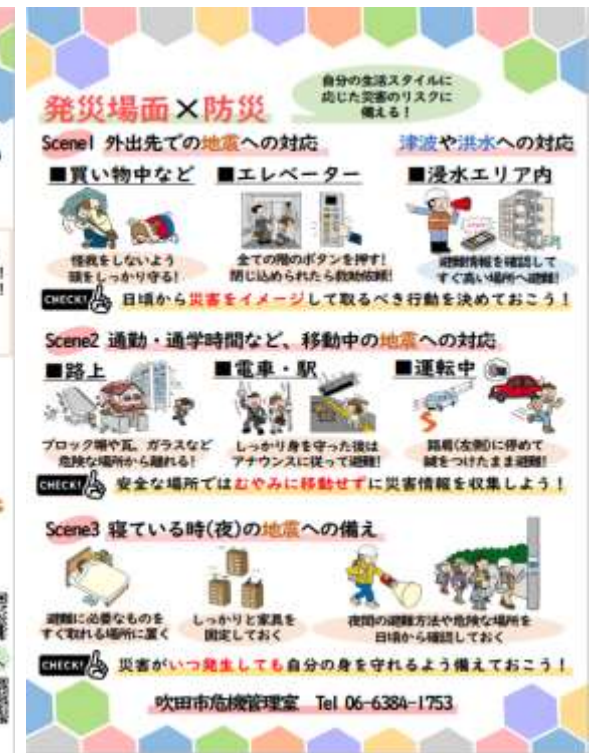 自分の生活スタイルに
応じた災害のリスクに
備える！
発災場面×防災
Scene1 外出先での地震への対応 津波や洪水への対応
■買い物中など ■エレベーター ■浸水エリア内
怪我をしないよう
頭をしっかり守る！
全ての階のボタンを押す！
閉じ込められたら救助依頼！
避難情報を確認して
すぐ高い場所へ避難！
CHECK! 日頃から災害をイメージして取るべき行動を決めておこう！
Scene2 通勤・通学時間など、移動中の地震への対応
■路上 ■電車・駅 ■運転中
ブロック塀や瓦、ガラスなど
危険な場所から離れる！
しっかり身を守った後は
アナウンスに従って避難！
路肩(左側)に停めて
鍵をつけたまま避難！
CHECK! 安全な場所ではむやみに移動せずに災害情報を収集しよう！
Scene3 寝ている時(夜)の地震への備え
避難に必要なものを
すぐ取れる場所に置く
しっかりと家具を
固定しておく
夜間の避難方法や危険な場所を
日頃から確認しておく
CHECK! 災害がいつ発生しても自分の身を守れるよう備えておこう！
吹田市危機管理室 Tel 06-6384-1753